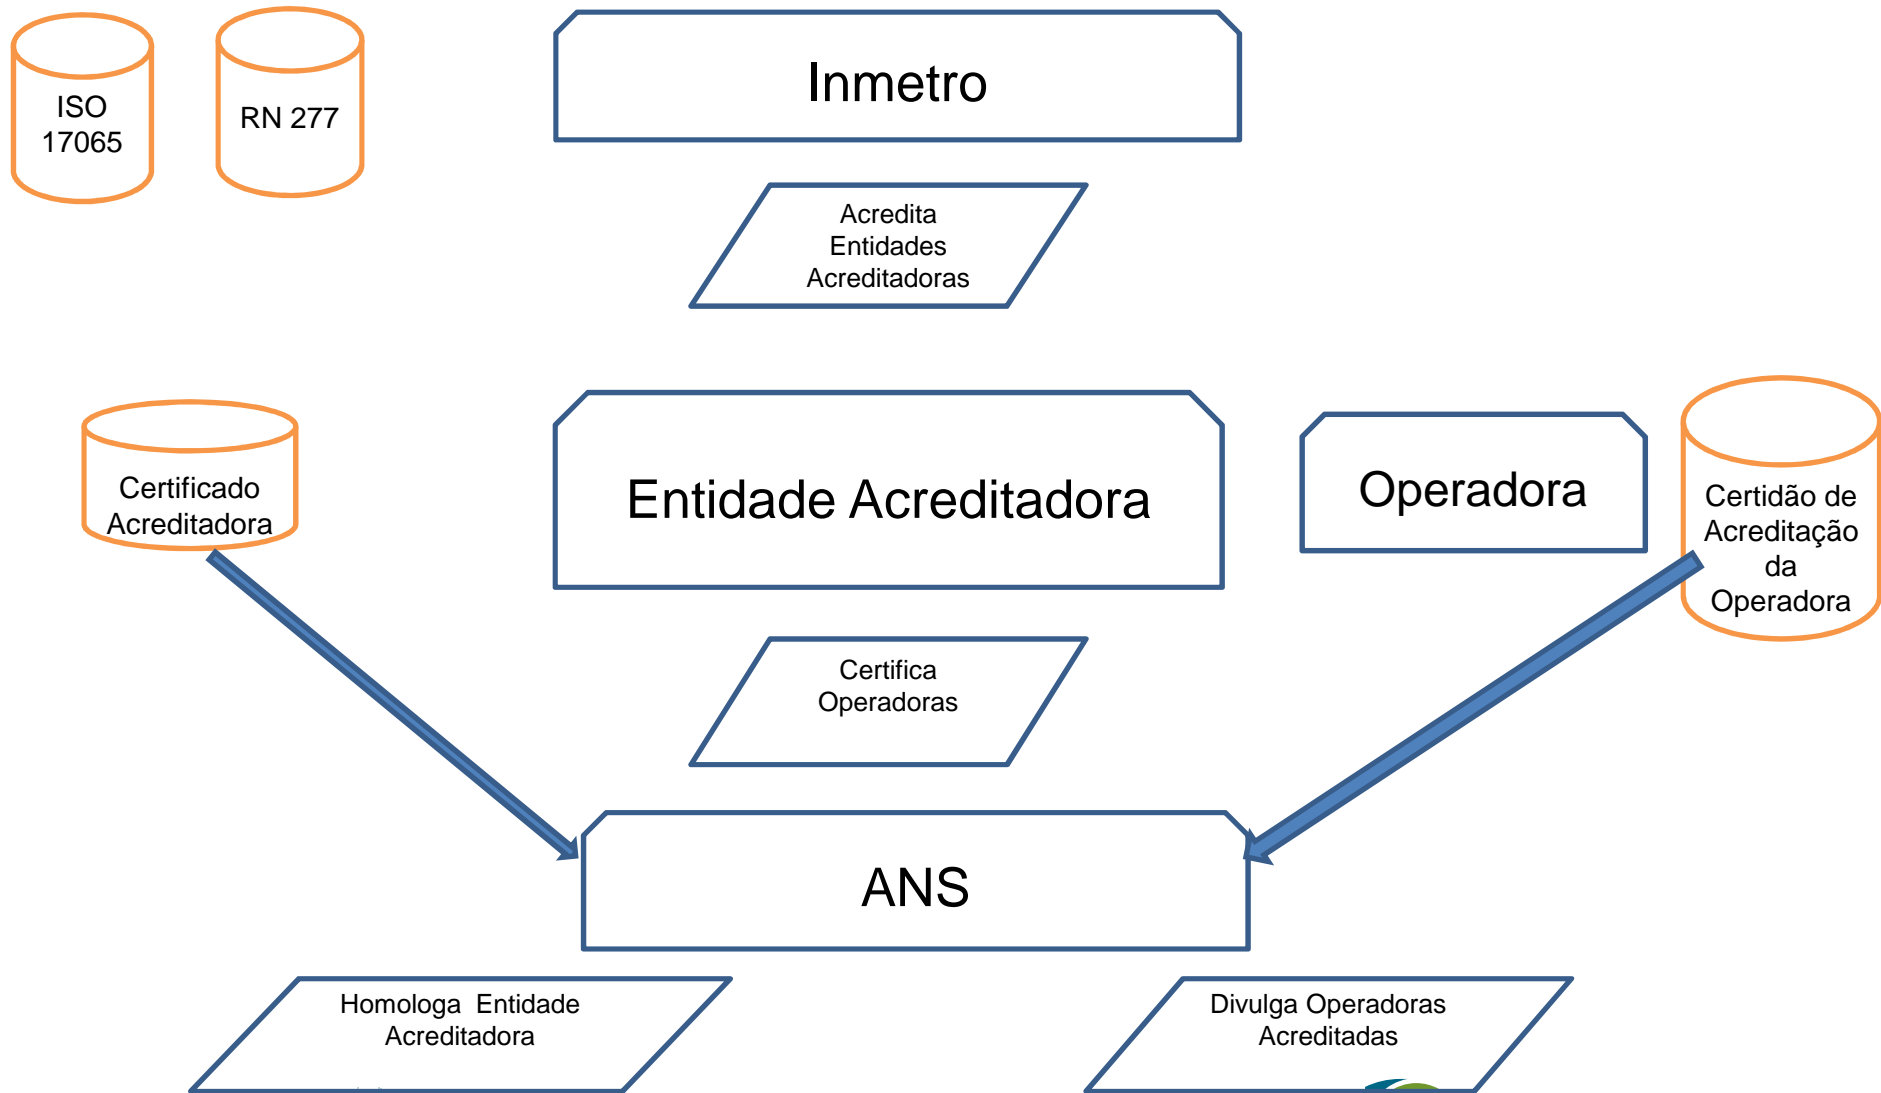 ISO
17065
RN 277
Inmetro
Acredita
Entidades
Acreditadoras
Certificado
Acreditadora
Entidade Acreditadora
Operadora
Certidão de
Acreditação
da
Operadora
Certifica
Operadoras
ANS
Homologa  Entidade
Acreditadora
Divulga Operadoras
Acreditadas